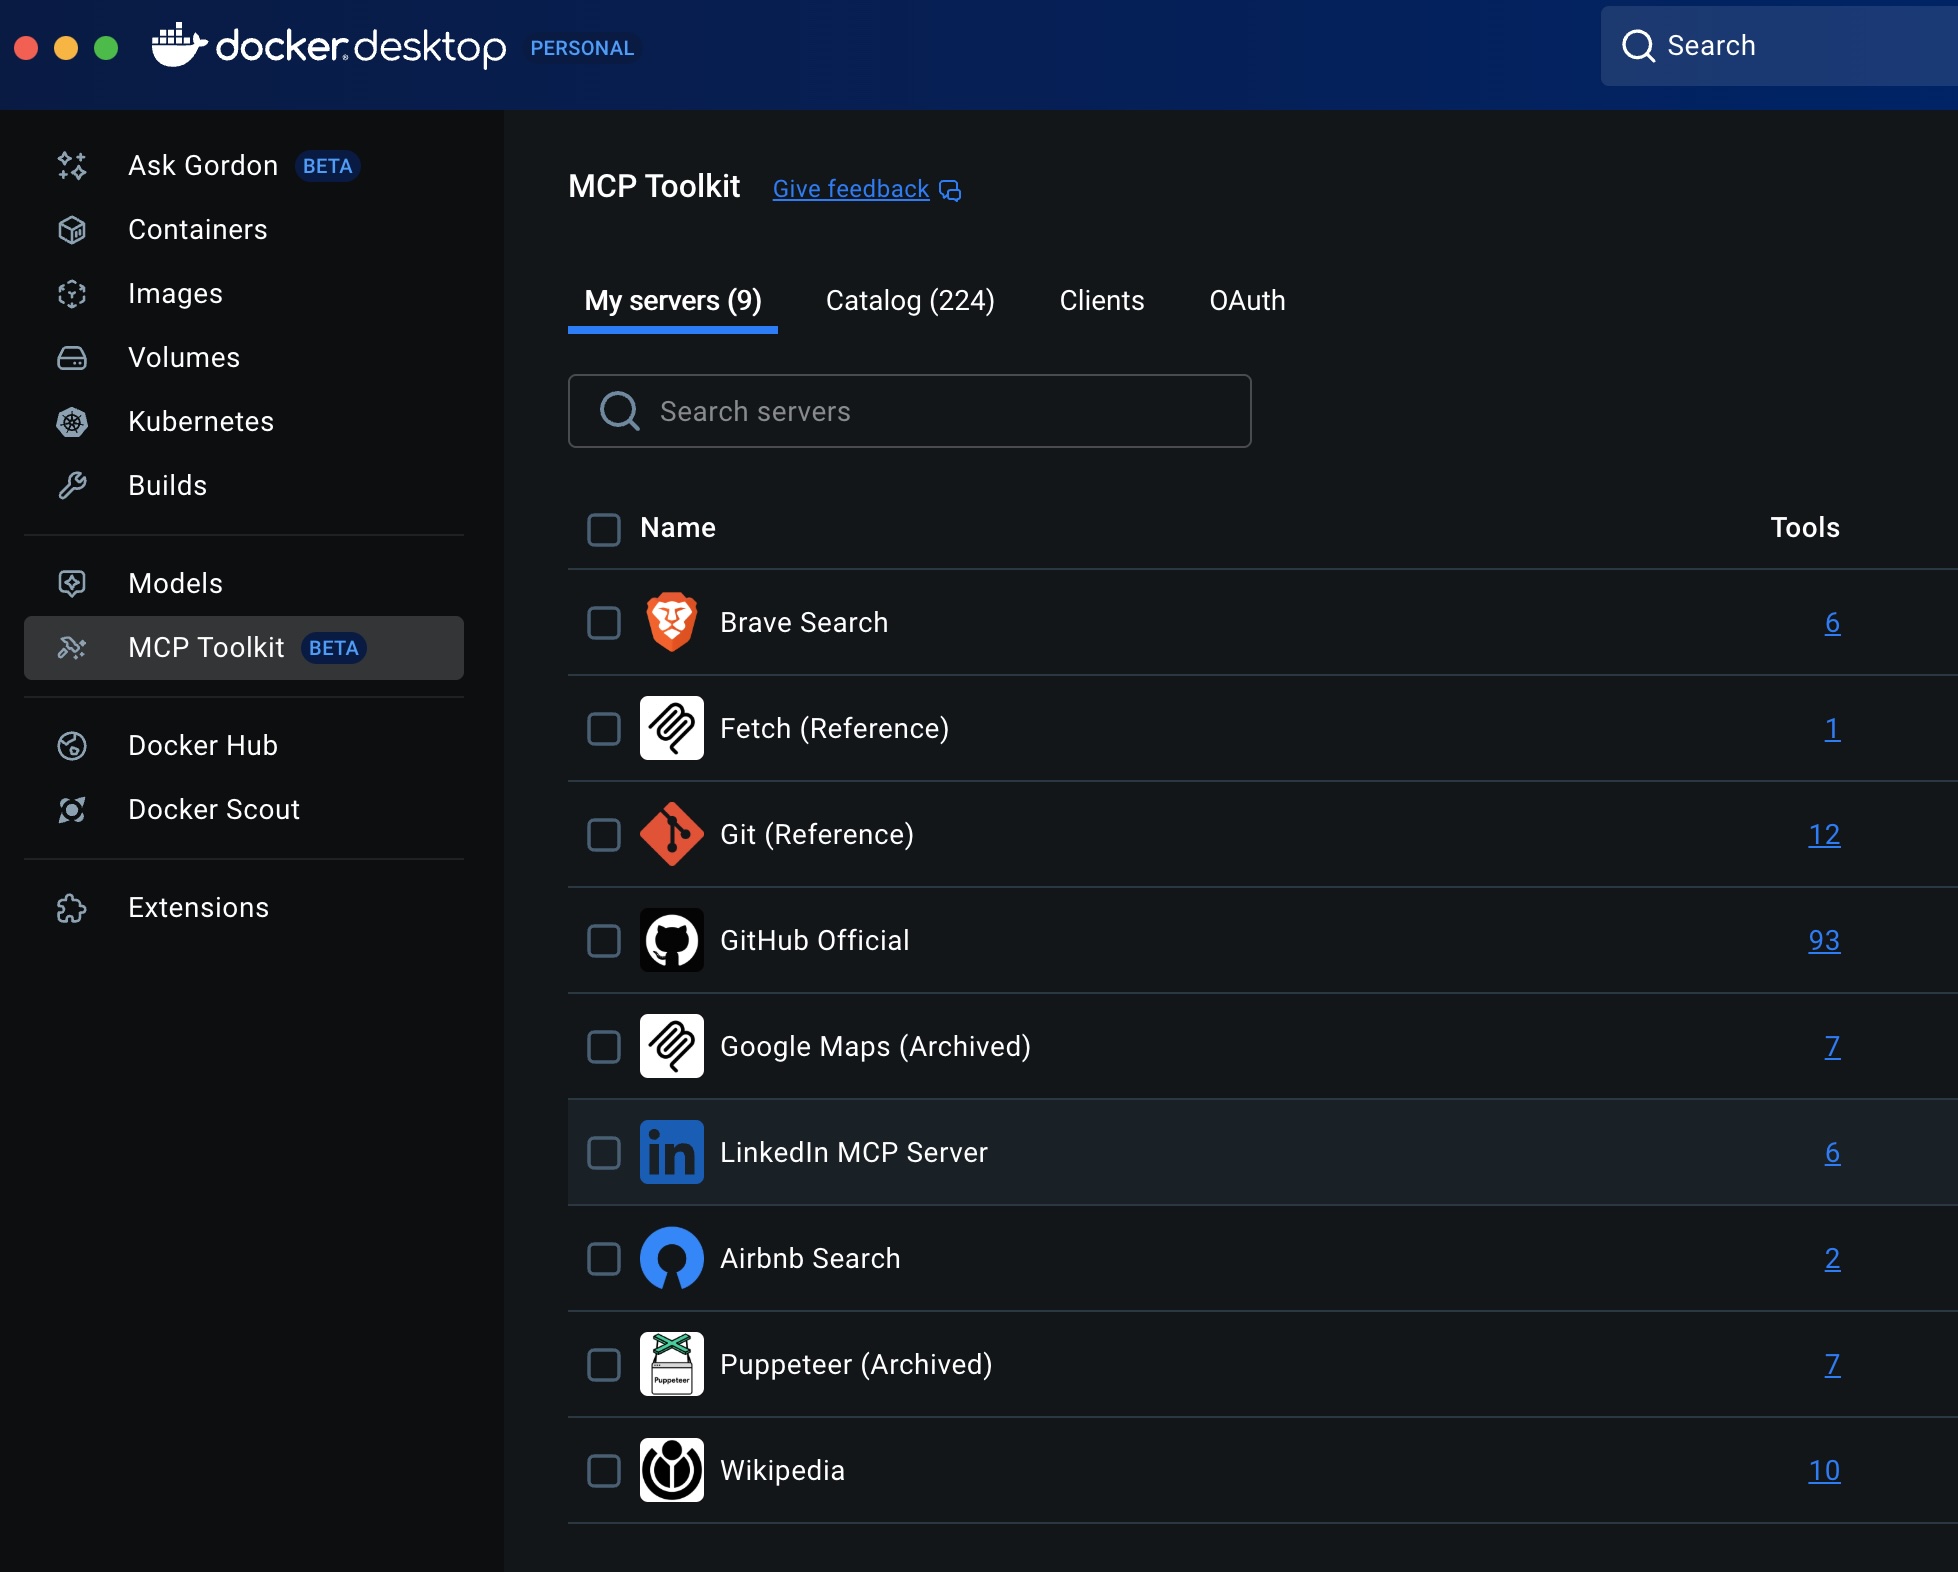 docker desktop PERSONAL
Search
Ask Gordon BETA
Containers
Images
Volumes
Kubernetes
Builds
Models
MCP Toolkit BETA
Docker Hub
Docker Scout
Extensions
MCP Toolkit Give feedback
My servers (9) Catalog (224) Clients OAuth
Search servers
Name Tools
Brave Search 6
Fetch (Reference) 1
Git (Reference) 12
GitHub Official 93
Google Maps (Archived) 7
in LinkedIn MCP Server 6
Airbnb Search 2
Puppeteer Puppeteer (Archived) 7
Wikipedia 10